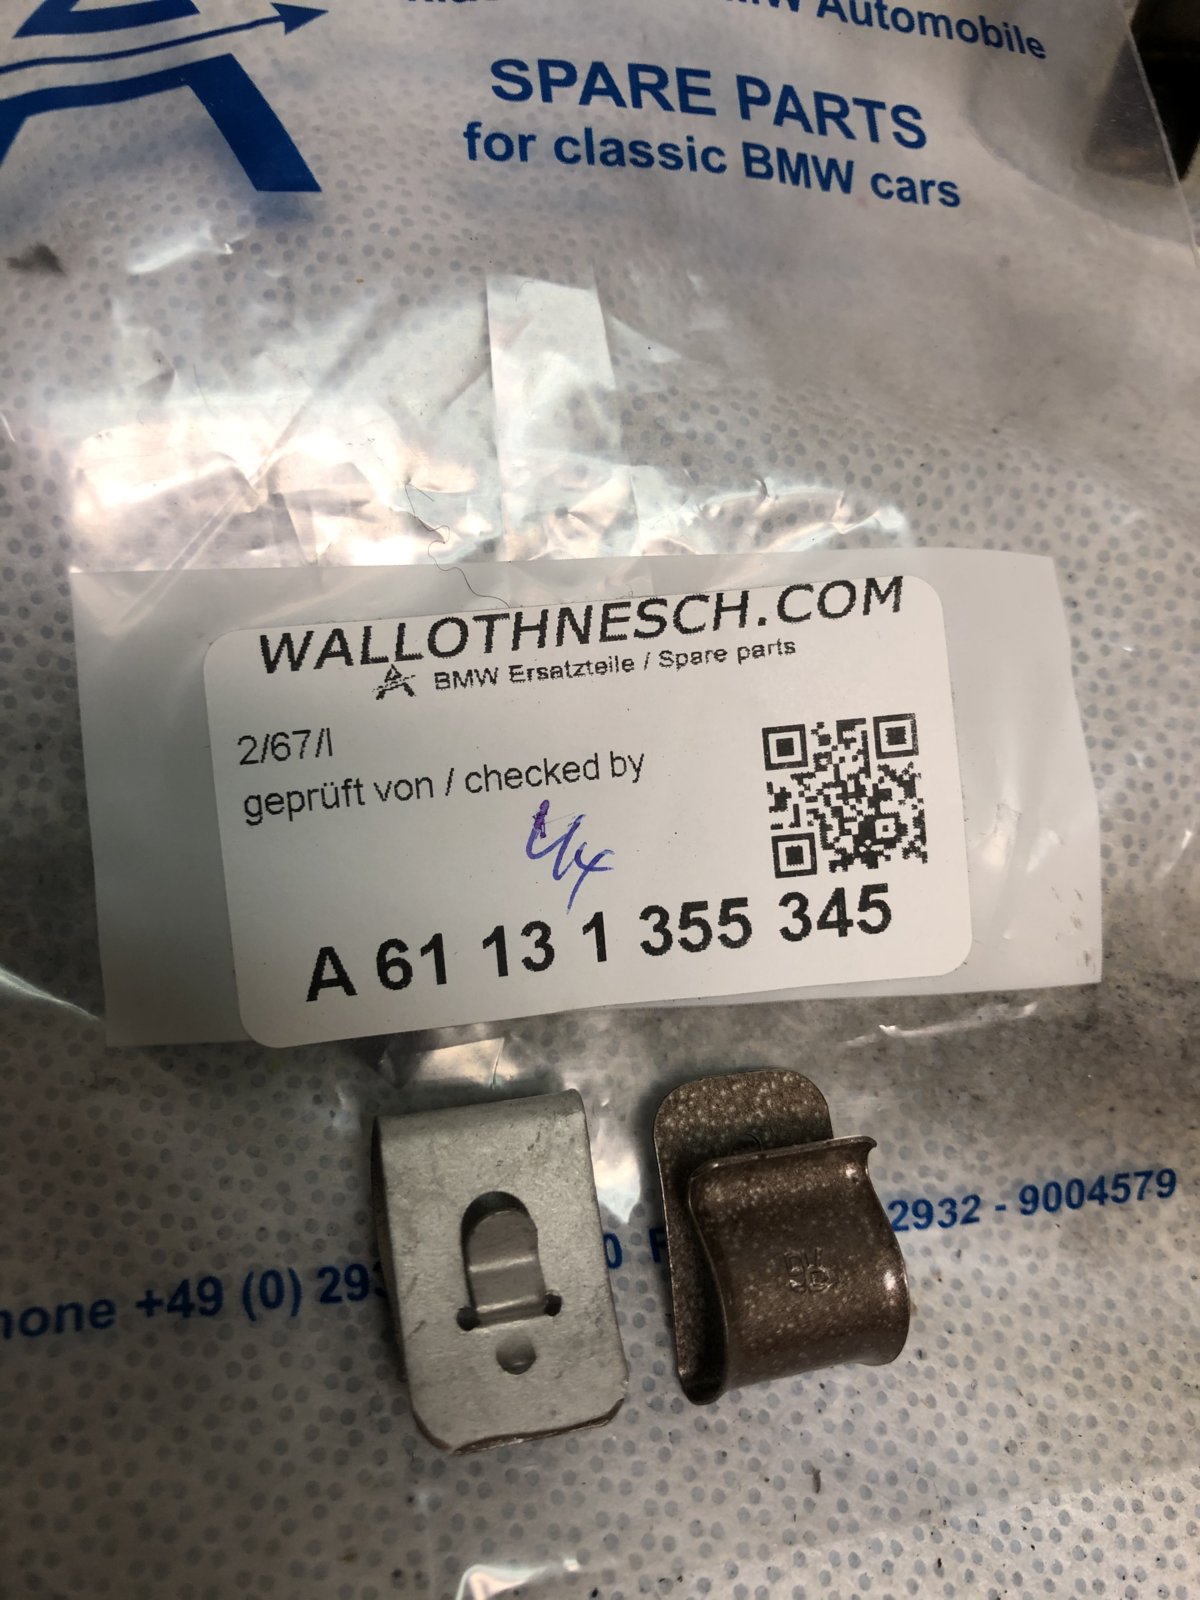 Automobile
SPARE PARTS
for classic BMW cars
WALLOTHNESCH.COM
BMW Ersatzteile / Spare parts
2/67/I
geprüft von / checked by
A 61 13 1 355 345
+49 (0)
2932 - 9004579